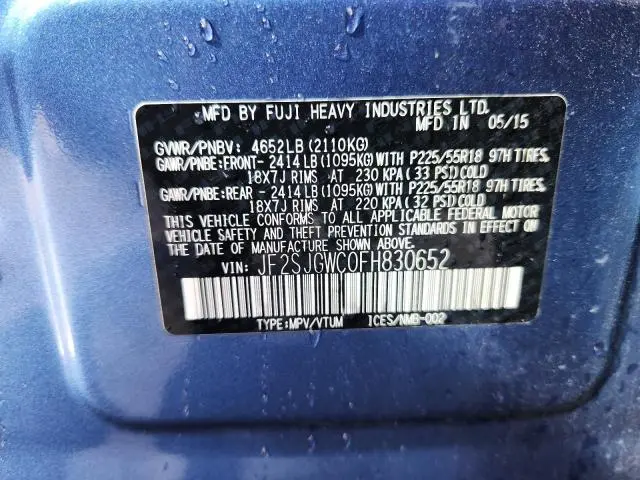 MFD BY FUJI HEAVY INDUSTRIES LTD.
MFD IN 05/15
GVWR/PNBV: 4652LB (2110KG)
GAWR/PNBE: FRONT- 2414 LB (1095KG) WITH P225/55R18 97H TIRES,
18X7J RIMS AT 230 KPA (33 PSI) COLD
GAWR/PNBE: REAR - 2414 LB (1095KG) WITH P225/55R18 97H TIRES,
18X7J RIMS AT 220 KPA (32 PSI) COLD
THIS VEHICLE CONFORMS TO ALL APPLICABLE FEDERAL MOTOR
VEHICLE SAFETY AND THEFT PREVENTION STANDARDS IN EFFECT ON
THE DATE OF MANUFACTURE SHOWN ABOVE.
VIN: JF2SJGWC0FH830652
TYPE: MPV/VTUM ICES/NMB-002